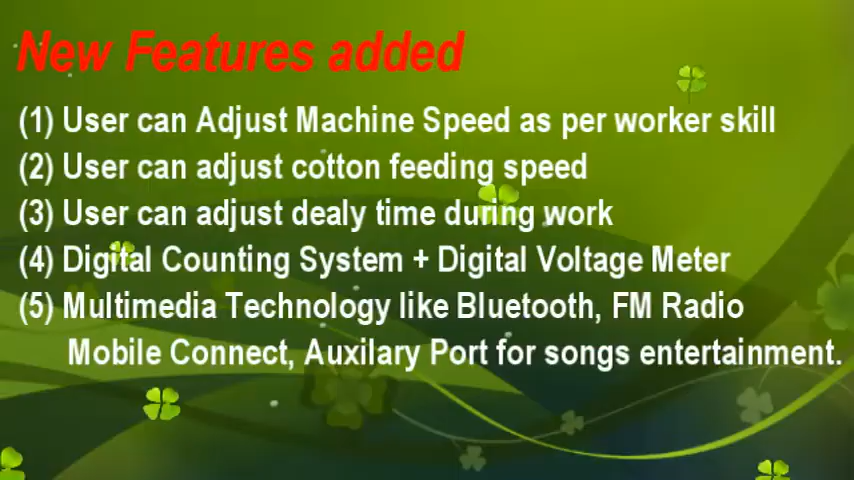 New Features added
(1) User can Adjust Machine Speed as per worker skill
(2) User can adjust cotton feeding speed
(3) User can adjust dealy time during work
(4) Digital Counting System + Digital Voltage Meter
(5) Multimedia Technology like Bluetooth, FM Radio
Mobile Connect, Auxilary Port for songs entertainment.